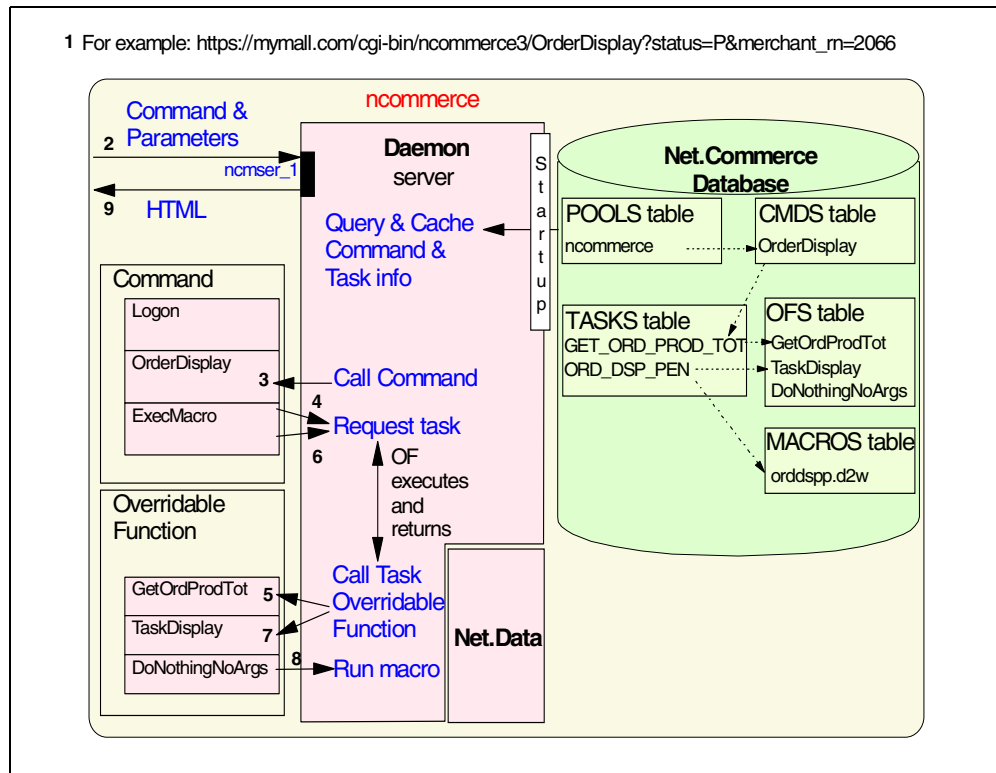 1 For example: https://mymall.com/cgi-bin/ncommerce3/OrderDisplay?status=P&merchant_rn=2066
ncommerce
Command &
Parameters
2
ncmser_1
9
HTML
Daemon
server
Startup
Query & Cache
Command &
Task info
Net.Commerce
Database
POOLS table
ncommerce
CMDS table
OrderDisplay
TASKS table
GET_ORD_PROD_TOT
ORD_DSP_PEN
OFS table
GetOrdProdTot
TaskDisplay
DoNothingNoArgs
MACROS table
orddspp.d2w
Command
Logon
OrderDisplay
3
Call Command
4
ExecMacro
6
Request task
OF
executes
and
returns
Overridable
Function
GetOrdProdTot
5
TaskDisplay
7
DoNothingNoArgs
8
Call Task
Overridable
Function
Run macro
Net.Data